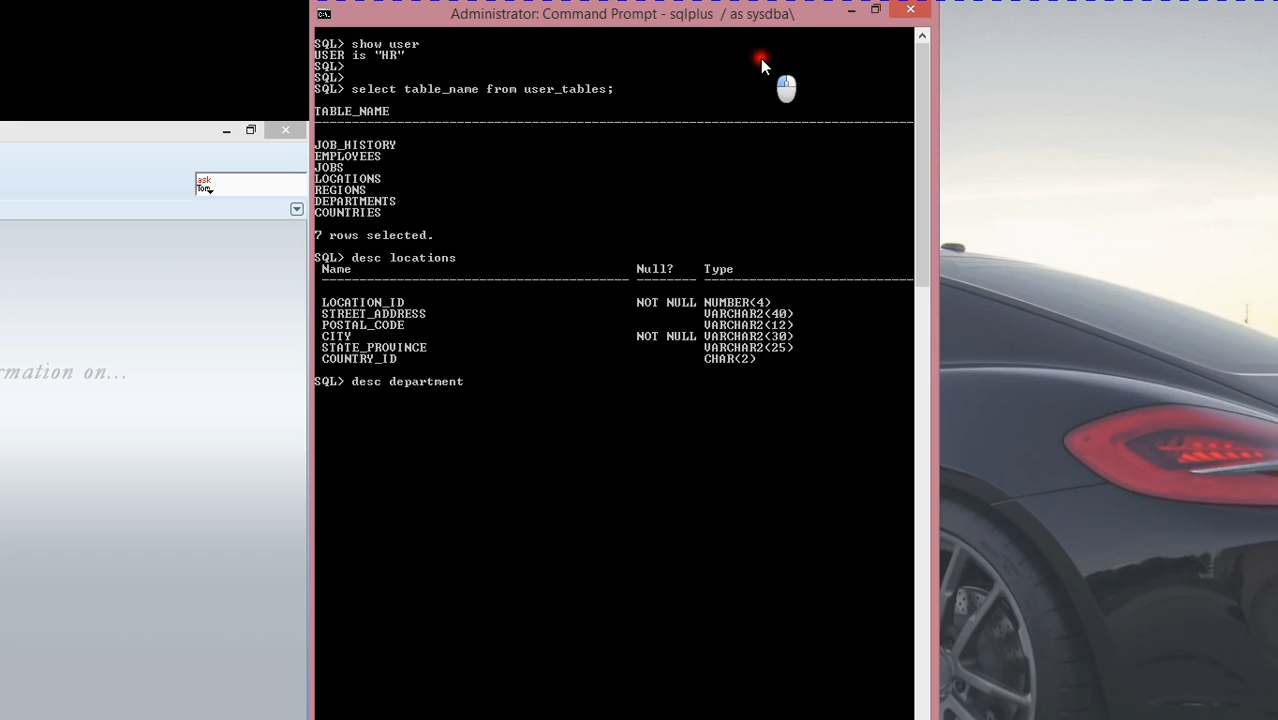 Administrator: Command Prompt - sqlplus  / as sysdba\
SQL> show user
USER is "HR"
SQL>
SQL>
SQL> select table_name from user_tables;
TABLE_NAME
JOB_HISTORY
EMPLOYEES
JOBS
LOCATIONS
REGIONS
DEPARTMENTS
COUNTRIES
7 rows selected.
SQL> desc locations
Name Null? Type
LOCATION_ID NOT NULL NUMBER(4)
STREET_ADDRESS VARCHAR2(40)
POSTAL_CODE VARCHAR2(12)
CITY NOT NULL VARCHAR2(30)
STATE_PROVINCE VARCHAR2(25)
COUNTRY_ID CHAR(2)
SQL> desc department
ask
Tom
rmation on...